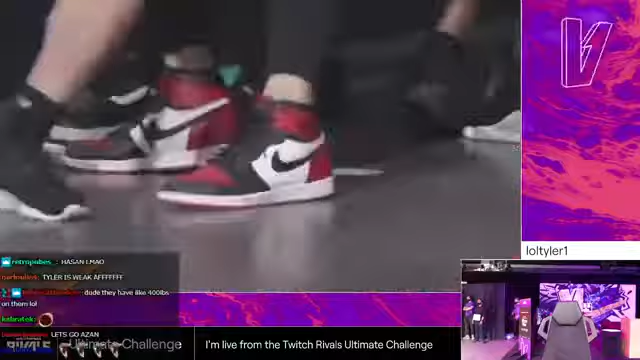 loltyler1
retropubes_: HASAN LMAO
TYLER IS WEAK AFFFFFFF
dude they have like 400lbs
on them lol
LETS GO AZAN
Ultimate Challenge
I'm live from the Twitch Rivals Ultimate Challenge